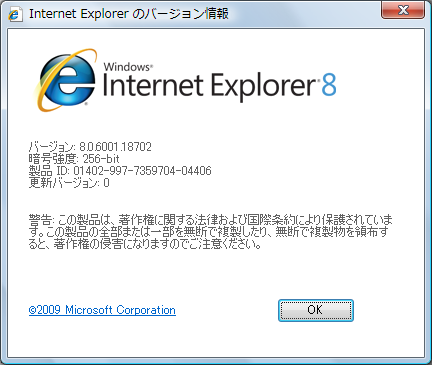 Internet Explorer のバージョン情報
Windows®
Internet Explorer 8
バージョン: 8.0.6001.18702
暗号強度: 256-bit
製品 ID: 01402-997-7359704-04406
更新バージョン: 0
警告: この製品は、著作権に関する法律および国際条約により保護されていま
す。この製品の全部または一部を無断で複製したり、無断で複製物を頒布す
ると、著作権の侵害になりますのでご注意ください。
©2009 Microsoft Corporation
OK